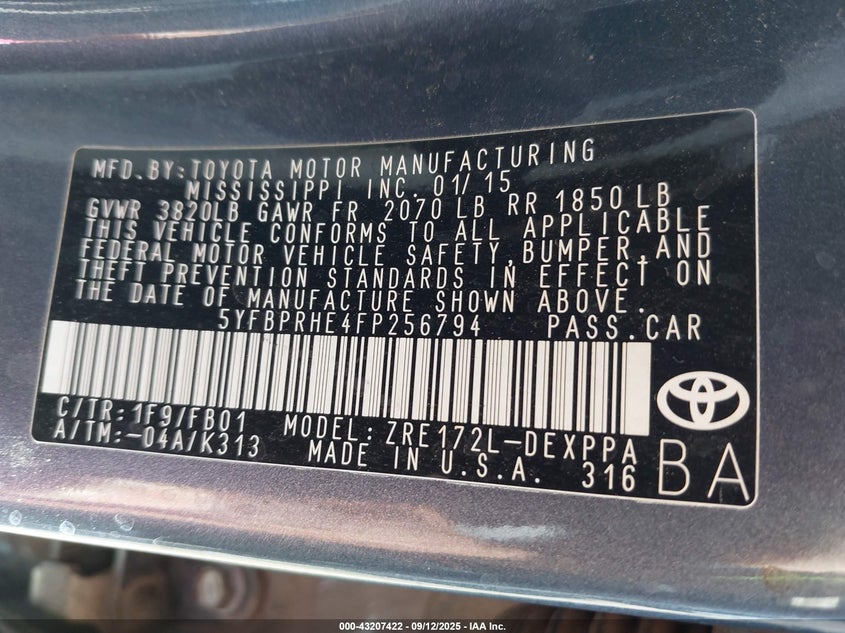 MFD. BY: TOYOTA MOTOR MANUFACTURING
MISSISSIPPI INC. 01/15
GVWR 3820LB GAWR FR 2070 LB RR 1850 LB
THIS VEHICLE CONFORMS TO ALL APPLICABLE
FEDERAL MOTOR VEHICLE SAFETY, BUMPER, AND
THEFT PREVENTION STANDARDS IN EFFECT ON
THE DATE OF MANUFACTURE SHOWN ABOVE.
5YFBPRHE4FP256794 PASS. CAR
C/TR: 1F9/FB01 MODEL: ZRE172L-DEXPPA
A/TM: -04A/K313 MADE IN U.S.A. 316
BA
000-43207422 - 09/12/2025 - IAA Inc.